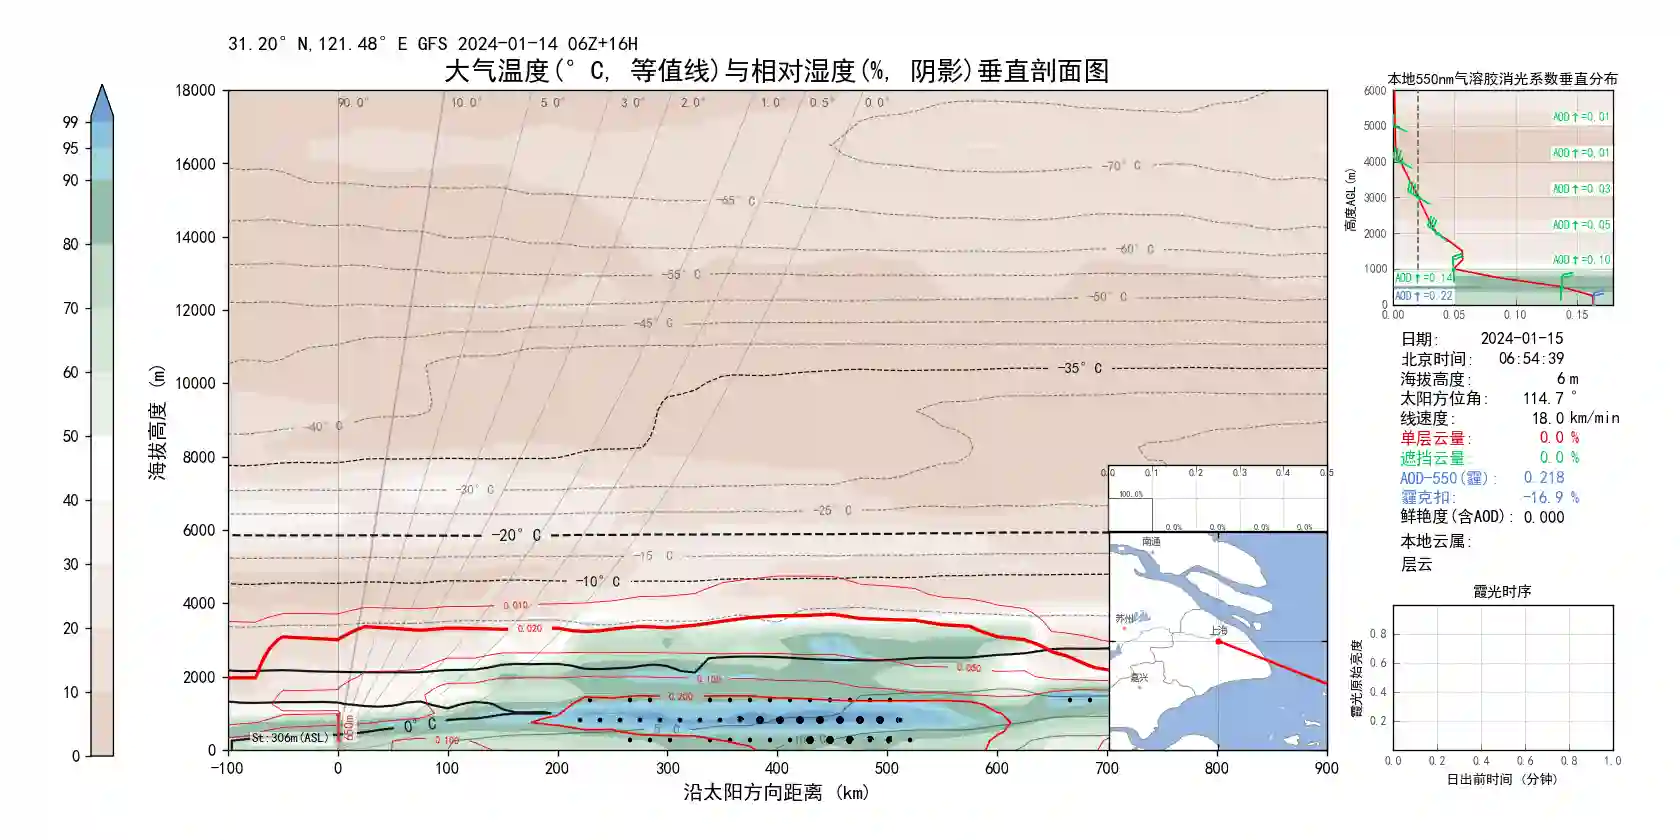 31.20° N,121.48° E GFS 2024-01-14 06Z+16H
大气温度(° C, 等值线)与相对湿度(%, 阴影)垂直剖面图
99
95
90
80
70
60
50
40
30
20
10
0
海拔高度 (m)
18000
16000
14000
12000
10000
8000
6000
4000
2000
0
90.0° 10.0° 5.0° 3.0° 2.0° 1.0° 0.5° 0.0°
-70° C
-65° C
-60° C
-55° C
-50° C
-45° C
-35° C
-40° C
-30° C
-25 C
-20° C
-15 C
-10° C
0.010
0.020
0.050
0.100
0.200
0° C
0.100
St:306m(ASL)
650m
-100 0 100 200 300 400 500 600 700 800 900
沿太阳方向距离 (km)
0.0 0.1 0.2 0.3 0.4 0.5
100.0%
0.0% 0.0% 0.0% 0.0%
南通
苏州
上海
嘉兴
本地550nm气溶胶消光系数垂直分布
高度AGL(m)
6000
5000
4000
3000
2000
1000
0
AOD↑=0.01
AOD↑=0.01
AOD↑=0.03
AOD↑=0.05
AOD↑=0.10
AOD↑=0.14
AOD↑=0.22
0.00 0.05 0.10 0.15
日期: 2024-01-15
北京时间: 06:54:39
海拔高度: 6 m
太阳方位角: 114.7 °
线速度: 18.0 km/min
单层云量: 0.0 %
遮挡云量: 0.0 %
AOD-550(霾): 0.218
霾克扣: -16.9 %
鲜艳度(含AOD): 0.000
本地云属:
层云
霞光时序
霞光原始亮度
0.8
0.6
0.4
0.2
0.0 0.2 0.4 0.6 0.8 1.0
日出前时间 (分钟)